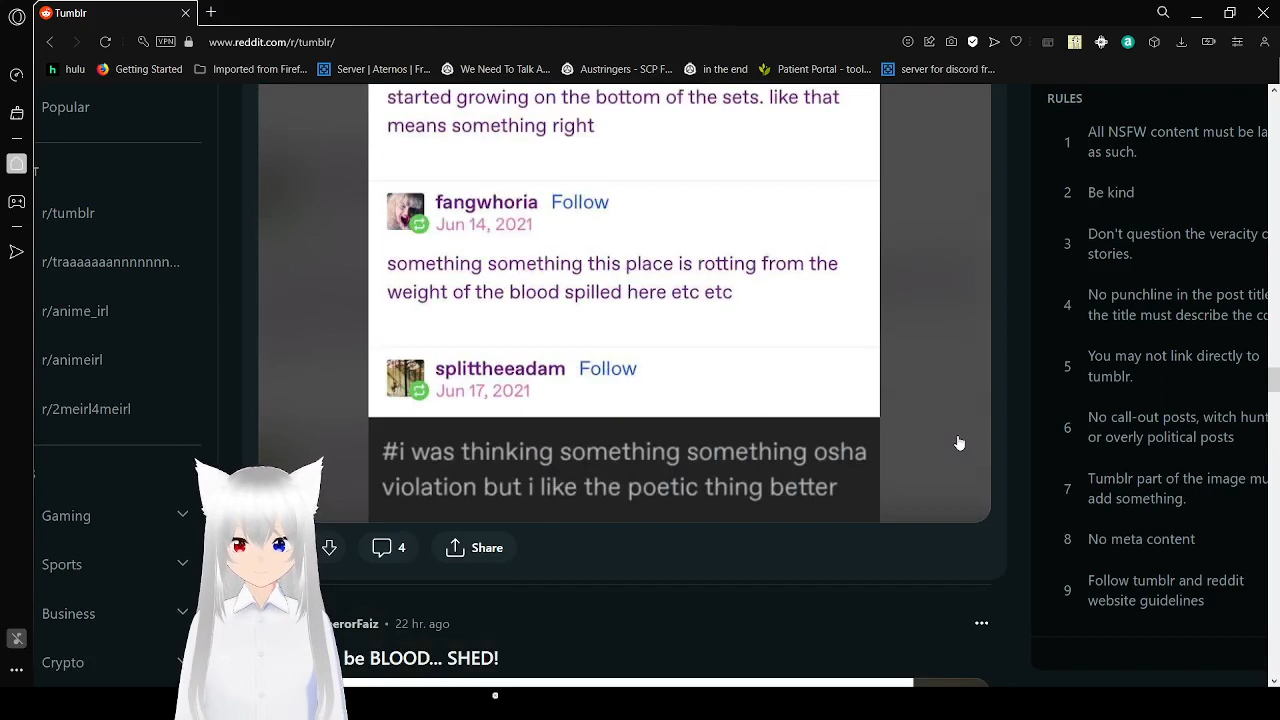 Tumblr
VPN
www.reddit.com/r/tumblr/
hulu
Getting Started
Imported from Firef...
Server | Aternos | Fr...
We Need To Talk A...
Austringers - SCP F...
in the end
Patient Portal - tool...
server for discord fr...
Popular
r/tumblr
r/traaaaaaannnnnnn...
r/anime_irl
r/animeirl
r/2meirl4meirl
Gaming
Sports
Business
Crypto
started growing on the bottom of the sets. like that
means something right
fangwhoria Follow
Jun 14, 2021
something something this place is rotting from the
weight of the blood spilled here etc etc
splittheeadam Follow
Jun 17, 2021
#i was thinking something something osha
violation but i like the poetic thing better
4
Share
erorFaiz • 22 hr. ago
be BLOOD... SHED!
RULES
1 All NSFW content must be la
as such.
2 Be kind
3 Don't question the veracity
stories.
4 No punchline in the post title
the title must describe the co
5 You may not link directly to
tumblr.
6 No call-out posts, witch hunt
or overly political posts
7 Tumblr part of the image mu
add something.
8 No meta content
9 Follow tumblr and reddit
website guidelines